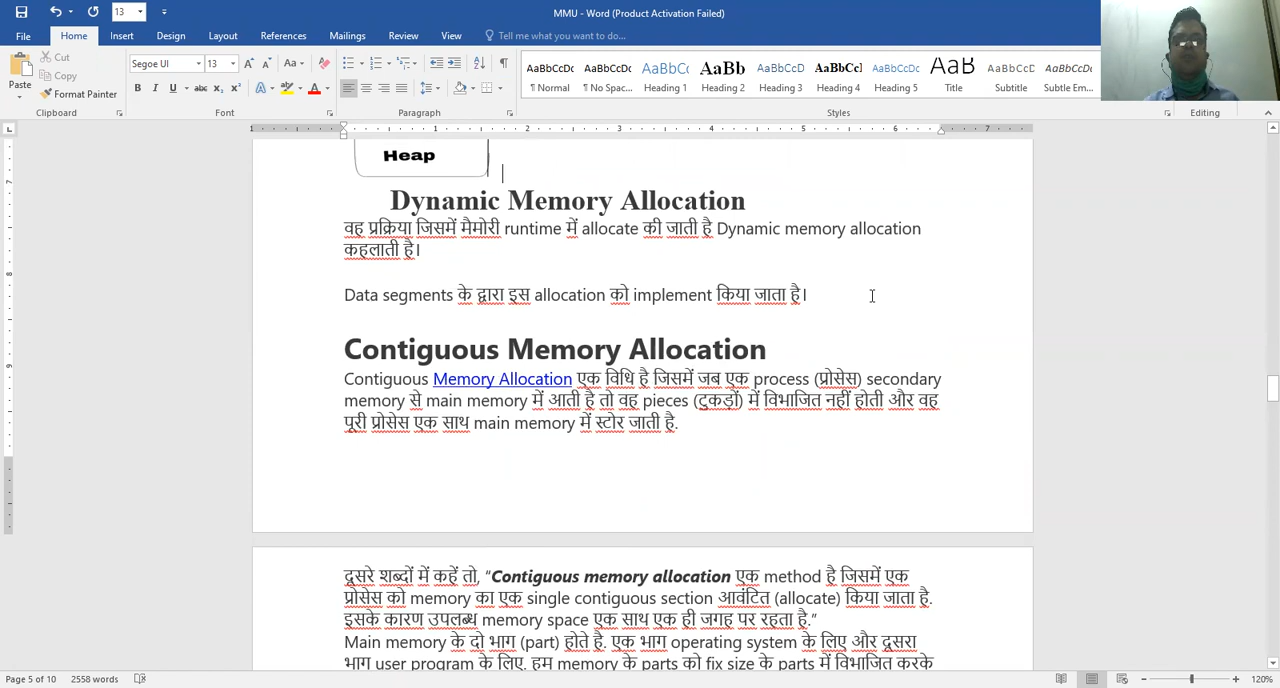 13
MMU - Word (Product Activation Failed)
File Home Insert Design Layout References Mailings Review View Tell me what you want to do...
Paste Cut Copy Format Painter
Segoe UI 13
AaBbCcDc AaBbCcDc AaBbCc AaBb AaBbCcD AaBbCcI AaBbCcDc AaB AaBbCcD AaBbCcD
¶ Normal ¶ No Spac... Heading 1 Heading 2 Heading 3 Heading 4 Heading 5 Title Subtitle Subtle Em...
Clipboard Font Paragraph Styles Editing
Heap
Dynamic Memory Allocation
वह प्रक्रिया जिसमें मैमोरी runtime में allocate की जाती है Dynamic memory allocation
कहलाती है।
Data segments के द्वारा इस allocation को implement किया जाता है।
Contiguous Memory Allocation
Contiguous Memory Allocation एक विधि है जिसमें जब एक process (प्रोसेस) secondary
memory से main memory में आती है तो वह pieces (टुकड़ों) में विभाजित नहीं होती और वह
पूरी प्रोसेस एक साथ main memory में स्टोर जाती है.
दूसरे शब्दों में कहें तो, “Contiguous memory allocation एक method है जिसमें एक
प्रोसेस को memory का एक single contiguous section आवंटित (allocate) किया जाता है.
इसके कारण उपलब्ध memory space एक साथ एक ही जगह पर रहता है.”
Main memory के दो भाग (part) होते है. एक भाग operating system के लिए और दूसरा
भाग user program के लिए. हम memory के parts को fix size के parts में विभाजित करके
Page 5 of 10 2558 words 120%